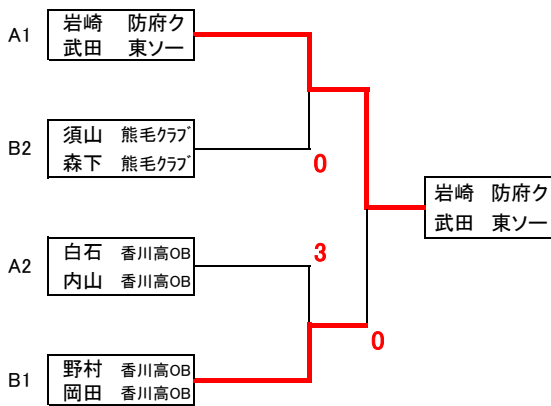 A1
岩崎 防府ク
武田 東ソー
B2
須山 熊毛クラブ
森下 熊毛クラブ
0
岩崎 防府ク
武田 東ソー
A2
白石 香川高OB
内山 香川高OB
3
0
B1
野村 香川高OB
岡田 香川高OB